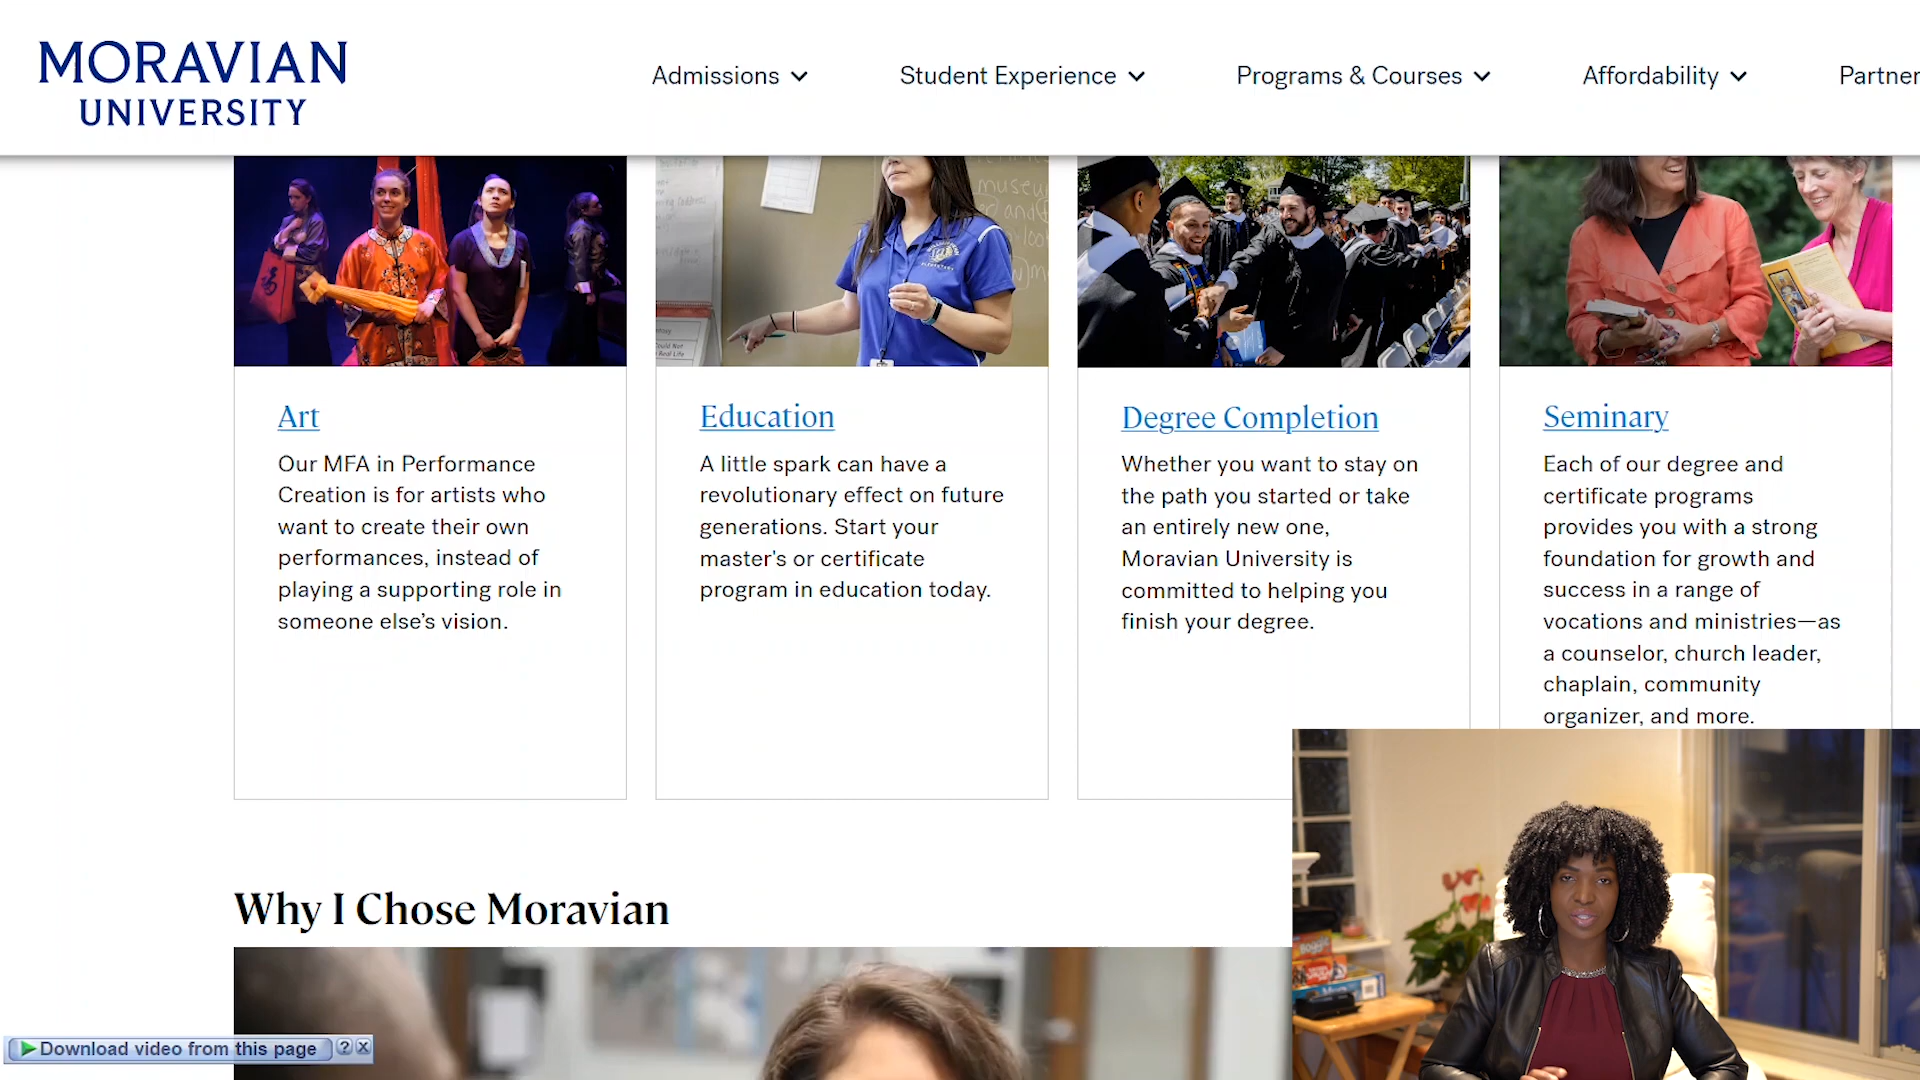 MORAVIAN
UNIVERSITY
Admissions
Student Experience
Programs & Courses
Affordability
Partner
museu
Art
Our MFA in Performance
Creation is for artists who
want to create their own
performances, instead of
playing a supporting role in
someone else’s vision.
Education
A little spark can have a
revolutionary effect on future
generations. Start your
master's or certificate
program in education today.
Degree Completion
Whether you want to stay on
the path you started or take
an entirely new one,
Moravian University is
committed to helping you
finish your degree.
Seminary
Each of our degree and
certificate programs
provides you with a strong
foundation for growth and
success in a range of
vocations and ministries—as
a counselor, church leader,
chaplain, community
organizer, and more.
Why I Chose Moravian
Download video from this page